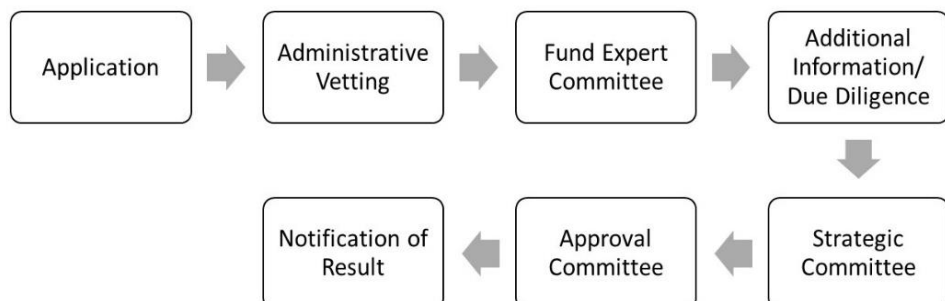 Application
Administrative
Vetting
Fund Expert
Committee
Additional
Information/
Due Diligence
Strategic
Committee
Approval
Committee
Notification of
Result